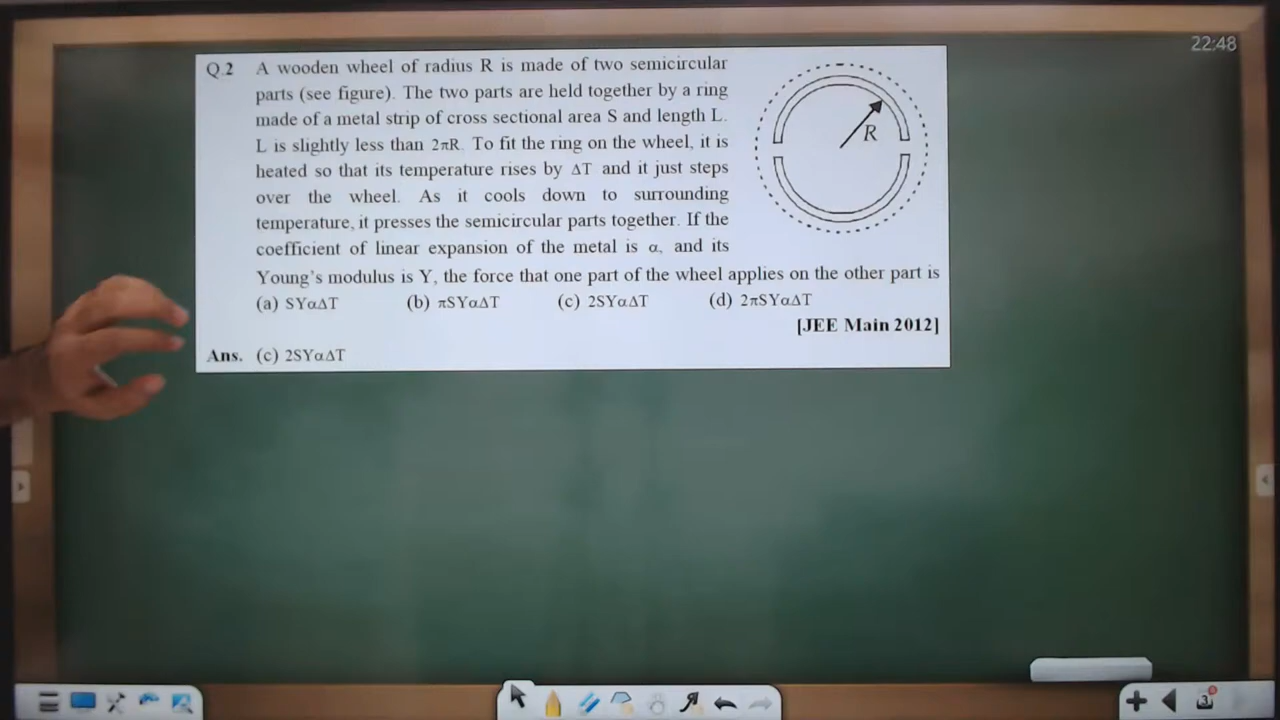 22:48
Q.2 A wooden wheel of radius R is made of two semicircular
parts (see figure). The two parts are held together by a ring
made of a metal strip of cross sectional area S and length L.
L is slightly less than 2πR. To fit the ring on the wheel, it is
heated so that its temperature rises by ΔT and it just steps
over the wheel. As it cools down to surrounding
temperature, it presses the semicircular parts together. If the
coefficient of linear expansion of the metal is α, and its
Young's modulus is Y, the force that one part of the wheel applies on the other part is
(a) SYαΔT (b) πSYαΔT (c) 2SYαΔT (d) 2πSYαΔT
[JEE Main 2012]
Ans. (c) 2SYαΔT
R
3